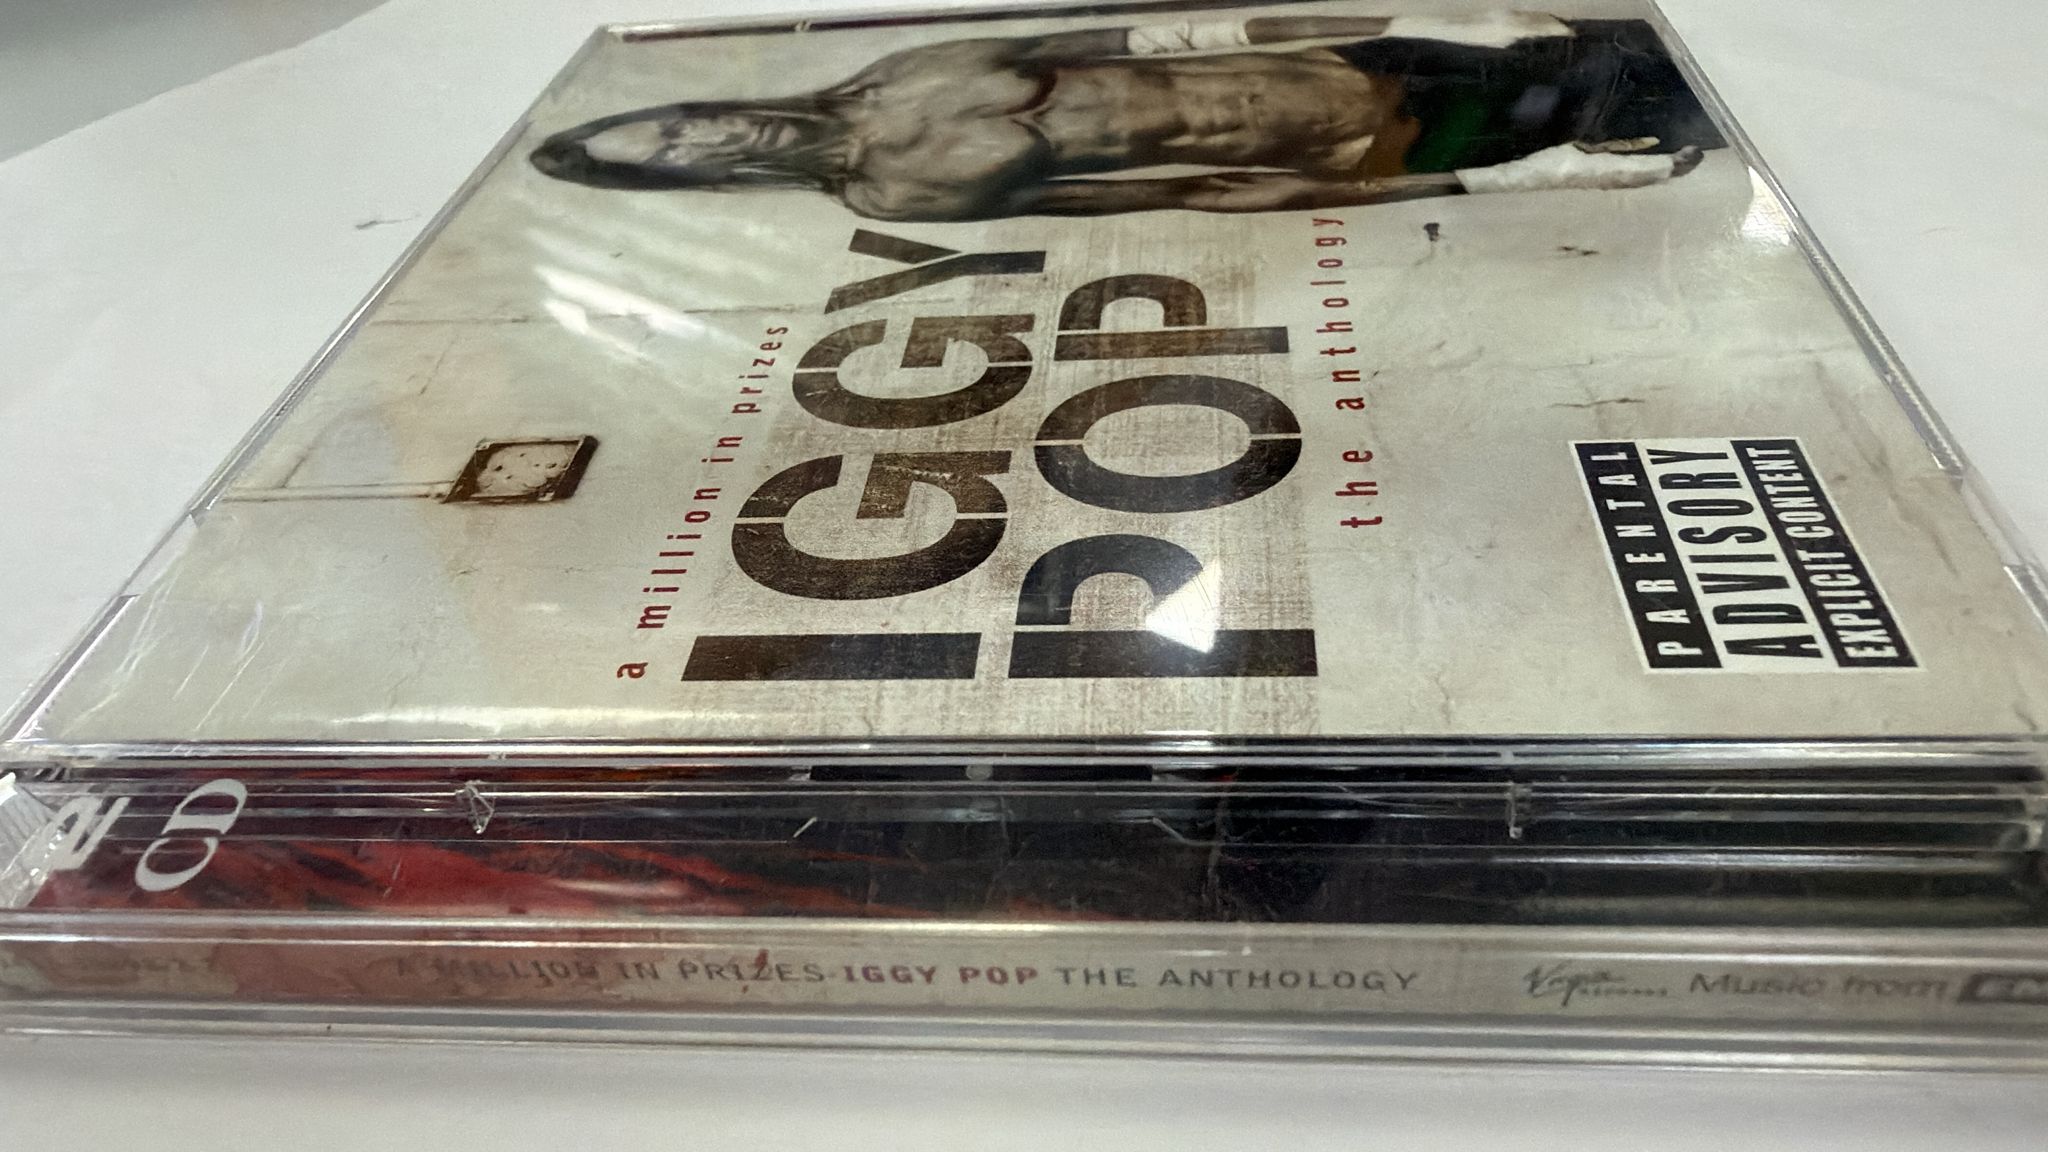 a million in prizes
IGGY
POP
the anthology
PARENTAL
ADVISORY
EXPLICIT CONTENT
2
CD
A MILLION IN PRIZES IGGY POP THE ANTHOLOGY
Music from